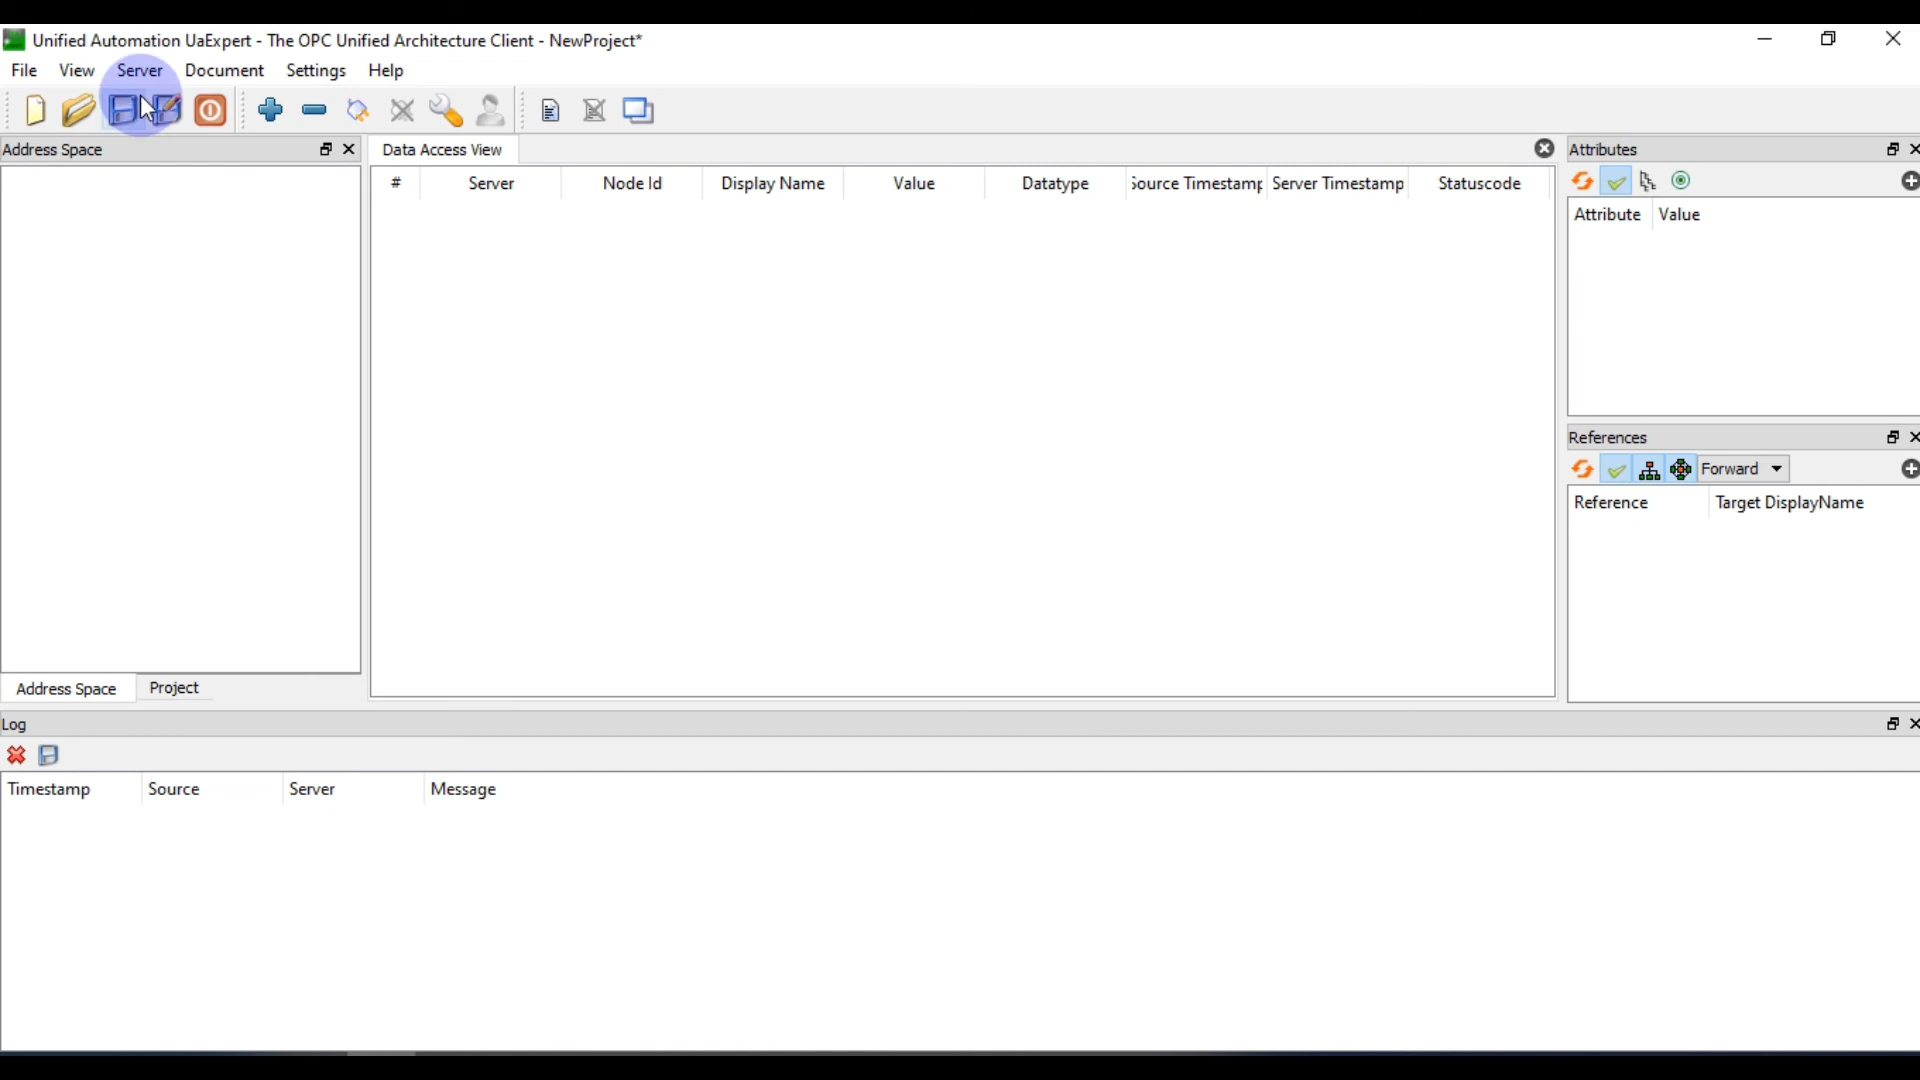 Unified Automation UaExpert - The OPC Unified Architecture Client - NewProject*
File View Server Document Settings Help
Address Space
Data Access View
Attributes
# Server Node Id Display Name Value Datatype Source Timestamp Server Timestamp Statuscode
Attribute Value
References
Forward
Reference Target DisplayName
Address Space Project
Log
Timestamp Source Server Message